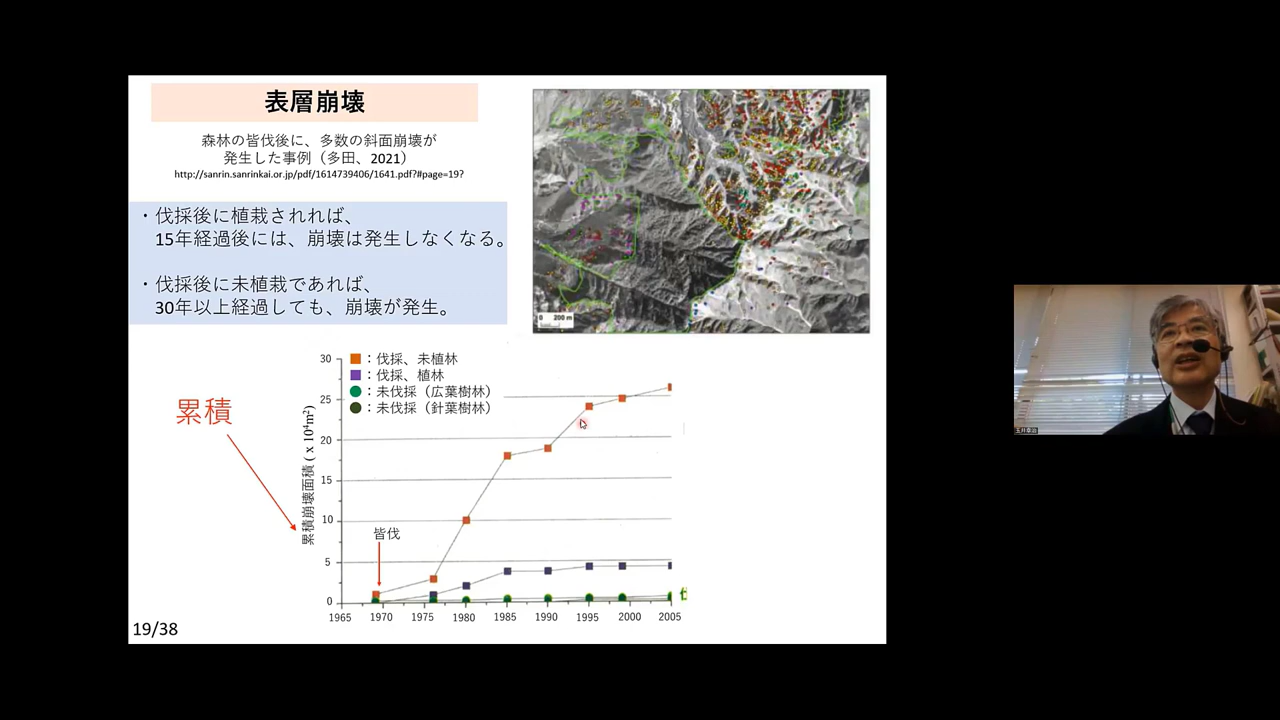 表層崩壊
森林の皆伐後に、多数の斜面崩壊が
発生した事例（多田、2021）
http://sanrin.sanrinkai.or.jp/pdf/1614739406/1641.pdf?#page=19?
・伐採後に植栽されれば、
15年経過後には、崩壊は発生しなくなる。
・伐採後に未植栽であれば、
30年以上経過しても、崩壊が発生。
0 200 m
累積
累積崩壊面積 ( x 10⁴m²)
30
25
20
15
10
5
0
：伐採、未植林
：伐採、植林
：未伐採（広葉樹林）
：未伐採（針葉樹林）
皆伐
1965 1970 1975 1980 1985 1990 1995 2000 2005
19/38